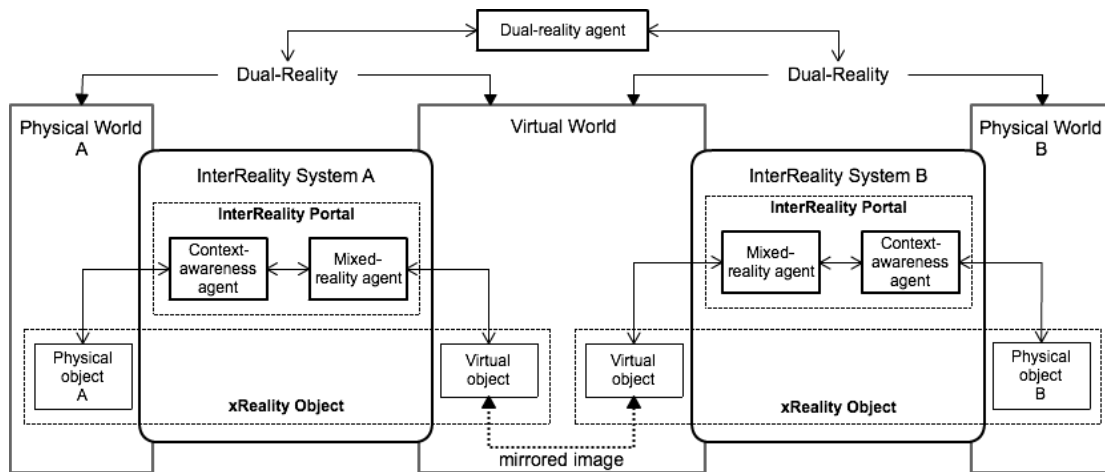 Dual-reality agent
Dual-Reality
Dual-Reality
Physical World
A
Virtual World
Physical World
B
InterReality System A
InterReality Portal
Context-
awareness
agent
Mixed-
reality agent
InterReality System B
InterReality Portal
Mixed-
reality agent
Context-
awareness
agent
Physical
object
A
Virtual
object
xReality Object
Virtual
object
Physical
object
B
xReality Object
mirrored image